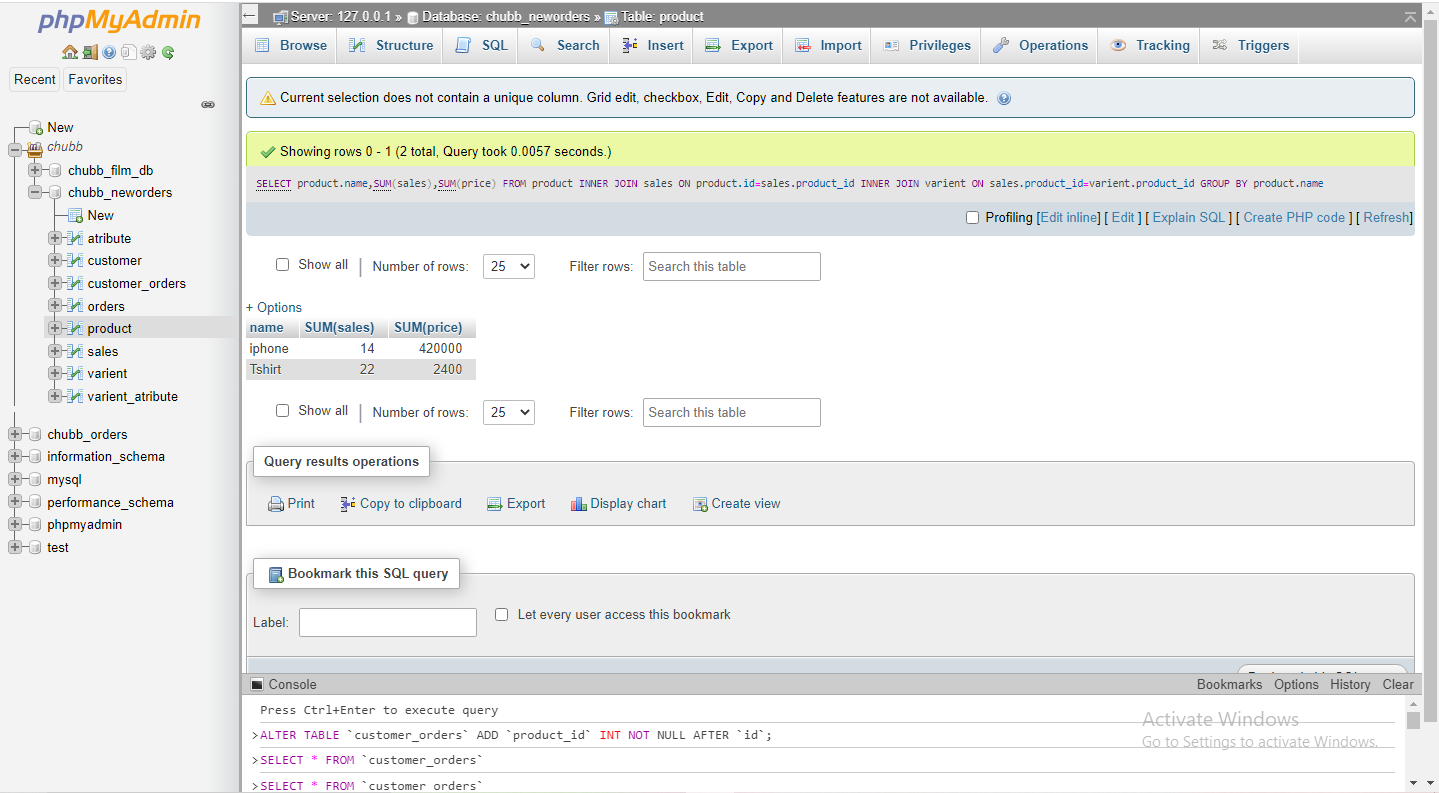 phpMyAdmin
Recent Favorites
New
chubb
chubb_film_db
chubb_neworders
New
atribute
customer
customer_orders
orders
product
sales
varient
varient_atribute
chubb_orders
information_schema
mysql
performance_schema
phpmyadmin
test
Server: 127.0.0.1 » Database: chubb_neworders » Table: product
Browse Structure SQL Search Insert Export Import Privileges Operations Tracking Triggers
Current selection does not contain a unique column. Grid edit, checkbox, Edit, Copy and Delete features are not available.
Showing rows 0 - 1 (2 total, Query took 0.0057 seconds.)
SELECT product.name,SUM(sales),SUM(price) FROM product INNER JOIN sales ON product.id=sales.product_id INNER JOIN varient ON sales.product_id=varient.product_id GROUP BY product.name
Profiling [Edit inline] [ Edit ] [ Explain SQL ] [ Create PHP code ] [ Refresh]
Show all | Number of rows: 25 Filter rows: Search this table
+ Options
name SUM(sales) SUM(price)
iphone 14 420000
Tshirt 22 2400
Show all | Number of rows: 25 Filter rows: Search this table
Query results operations
Print Copy to clipboard Export Display chart Create view
Bookmark this SQL query
Label: Let every user access this bookmark
Console Bookmarks Options History Clear
Press Ctrl+Enter to execute query
>ALTER TABLE `customer_orders` ADD `product_id` INT NOT NULL AFTER `id`;
>SELECT * FROM `customer_orders`
>SELECT * FROM `customer_orders`
Activate Windows
Go to Settings to activate Windows.